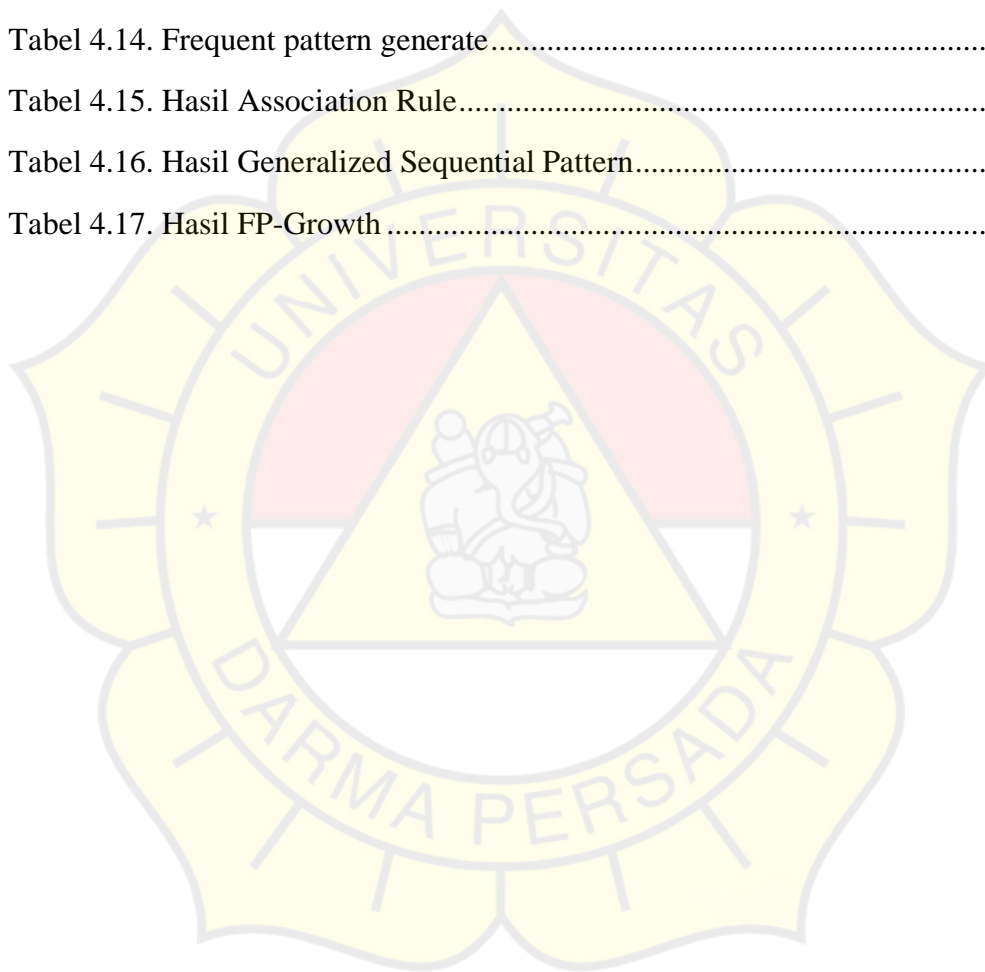 Tabel 4.14. Frequent pattern generate............................................................
Tabel 4.15. Hasil Association Rule................................................................
Tabel 4.16. Hasil Generalized Sequential Pattern...........................................
Tabel 4.17. Hasil FP-Growth .........................................................................
UNIVERSITAS
DARMA PERSADA